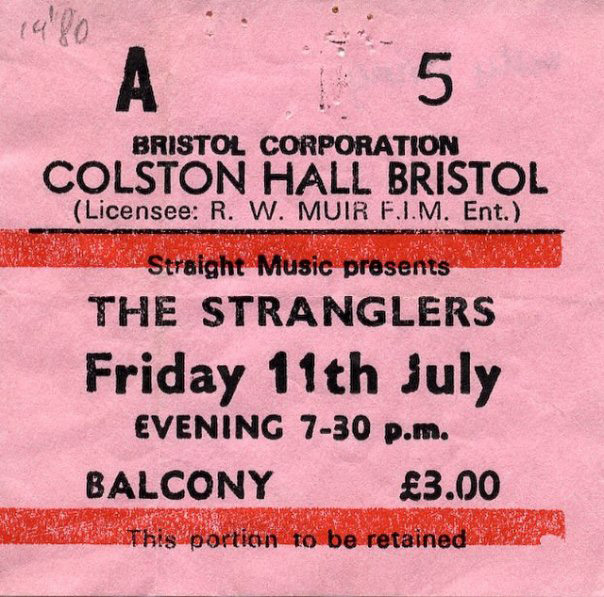 19'80
A 5
BRISTOL CORPORATION
COLSTON HALL BRISTOL
(Licensee: R. W. MUIR F.I.M. Ent.)
Straight Music presents
THE STRANGLERS
Friday 11th July
EVENING 7-30 p.m.
BALCONY £3.00
This portion to be retained